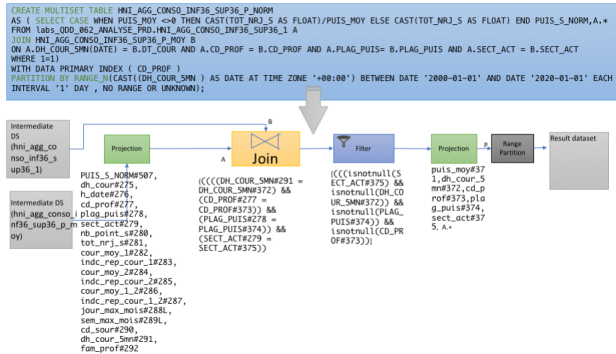 CREATE MULTISET TABLE HNI_AGG_CONSO_INF36_SUP36_P_NORM
AS ( SELECT CASE WHEN PUIS_MOY <>0 THEN CAST(TOT_NRJ_S AS FLOAT)/PUIS_MOY ELSE CAST(TOT_NRJ_S AS FLOAT) END PUIS_S_NORM,A.*
FROM labs_QDD_062_ANALYSE_PRD.HNI_AGG_CONSO_INF36_SUP36_1 A
JOIN HNI_AGG_CONSO_INF36_SUP36_P_MOY B
ON A.DH_COUR_5MN(DATE) = B.DT_COUR AND A.CD_PROF = B.CD_PROF AND A.PLAG_PUIS= B.PLAG_PUIS AND A.SECT_ACT = B.SECT_ACT
WHERE 1=1)
WITH DATA PRIMARY INDEX ( CD_PROF )
PARTITION BY RANGE_N(CAST((DH_COUR_5MN ) AS DATE AT TIME ZONE '+00:00') BETWEEN DATE '2000-01-01' AND DATE '2020-01-01' EACH
INTERVAL '1' DAY , NO RANGE OR UNKNOWN);
Intermediate
DS
(hni_agg_co
nso_inf36_s
up36_1)
Projection
B
A
Join
Filter
Projection
P
Range
Partition
Result dataset
Intermediate DS
(hni_agg_conso_i
nf36_sup36_p_m
oy)
PUIS_S_NORM#507,
dh_cour#275,
h_date#276,
cd_prof#277,
plag_puis#278,
sect_act#279,
nb_point_s#280,
tot_nrj_s#281,
cour_moy_1#282,
indc_rep_cour_1#283,
cour_moy_2#284,
indc_rep_cour_2#285,
cour_moy_1_2#286,
indc_rep_cour_1_2#287,
jour_max_mois#288L,
sem_max_mois#289L,
cd_sour#290,
dh_cour_5mn#291,
fam_prof#292
|((((DH_COUR_5MN#291 =
DH_COUR_5MN#372) &&
(CD_PROF#277 =
CD_PROF#373)) &&
(PLAG_PUIS#278 =
PLAG_PUIS#374)) &&
(SECT_ACT#279 =
SECT_ACT#375))
|(((isnotnull(S
ECT_ACT#375) &&
isnotnull(DH_CO
UR_5MN#372)) &&
isnotnull(PLAG_
PUIS#374)) &&
isnotnull(CD_PR
OF#373))|
puis_moy#37
1,dh_cour_5
mn#372,cd_p
rof#373,pla
g_puis#374,
sect_act#37
5, A.*